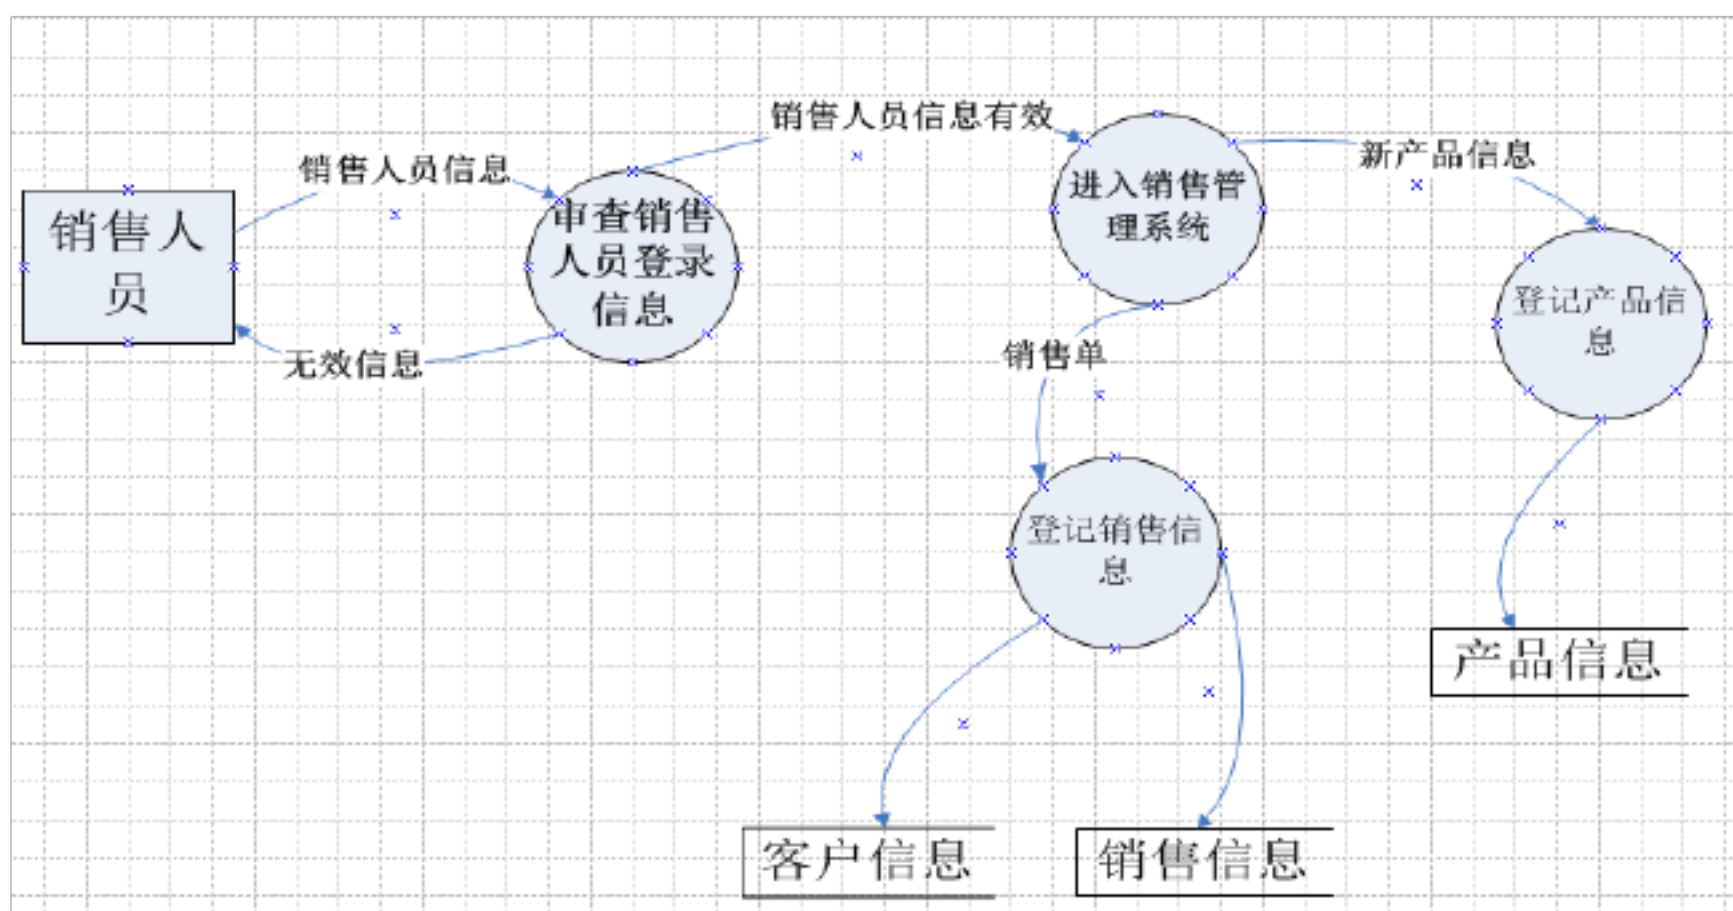 销售人员信息有效
新产品信息
销售人员信息
销售人
员
审查销售
人员登录
信息
进入销售管
理系统
无效信息
销售单
登记产品信
息
登记销售信
息
产品信息
客户信息
销售信息